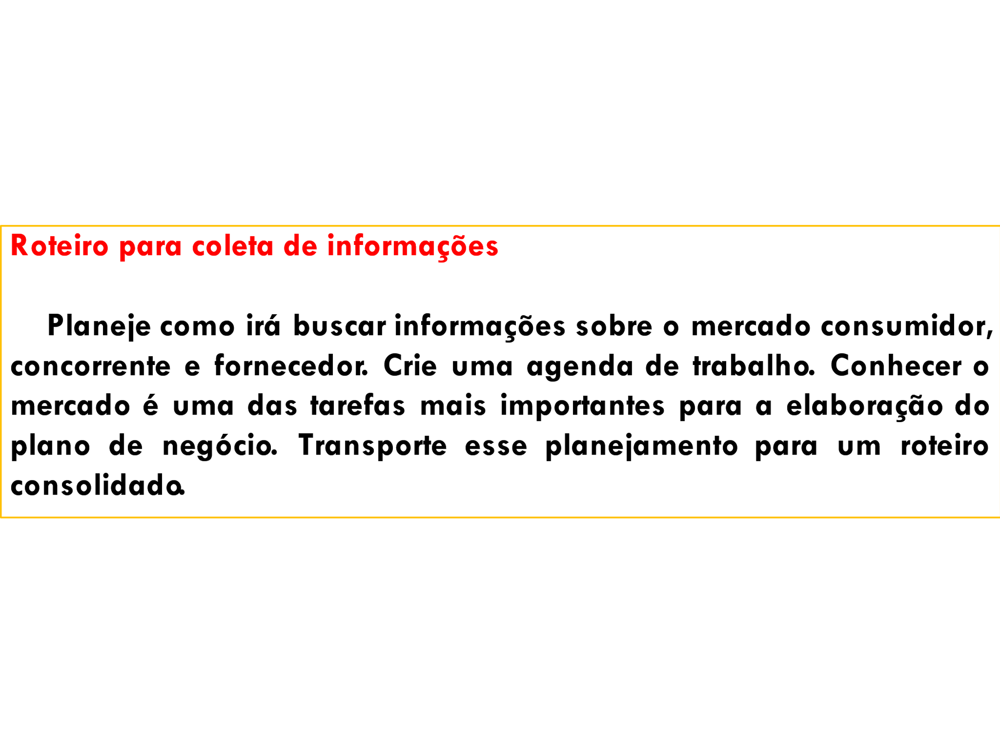 Roteiro para coleta de informações
Planeje como irá buscar informações sobre o mercado consumidor,
concorrente e fornecedor. Crie uma agenda de trabalho. Conhecer o
mercado é uma das tarefas mais importantes para a elaboração do
plano de negócio. Transporte esse planejamento para um roteiro
consolidado.